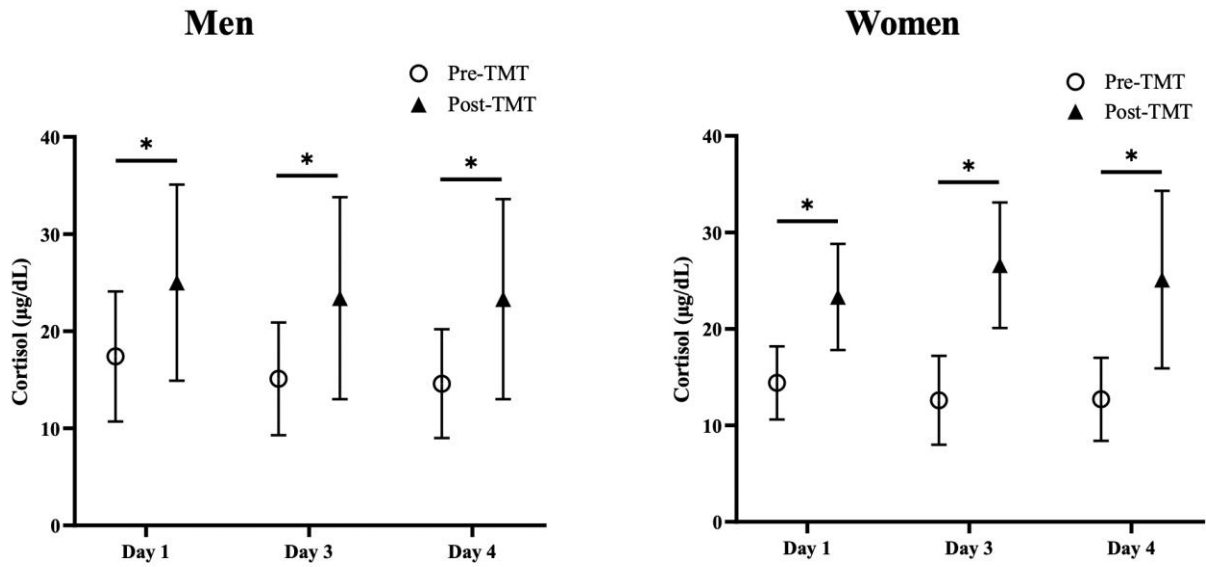 Men
Pre-TMT
Post-TMT
*
*
*
40
30
20
10
0
Cortisol (µg/dL)
Day 1
Day 3
Day 4
Women
Pre-TMT
Post-TMT
*
*
*
40
30
20
10
0
Cortisol (µg/dL)
Day 1
Day 3
Day 4